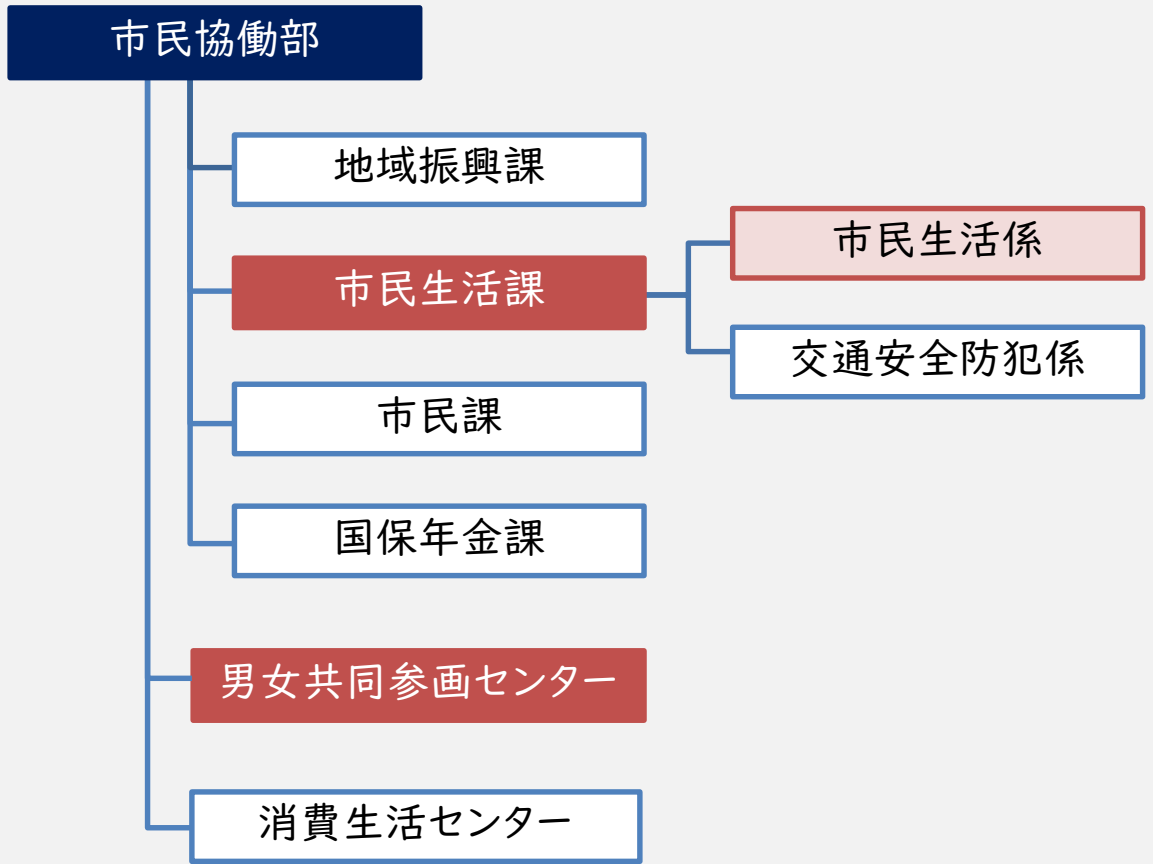 市民協働部
地域振興課
市民生活課
市民生活係
交通安全防犯係
市民課
国保年金課
男女共同参画センター
消費生活センター